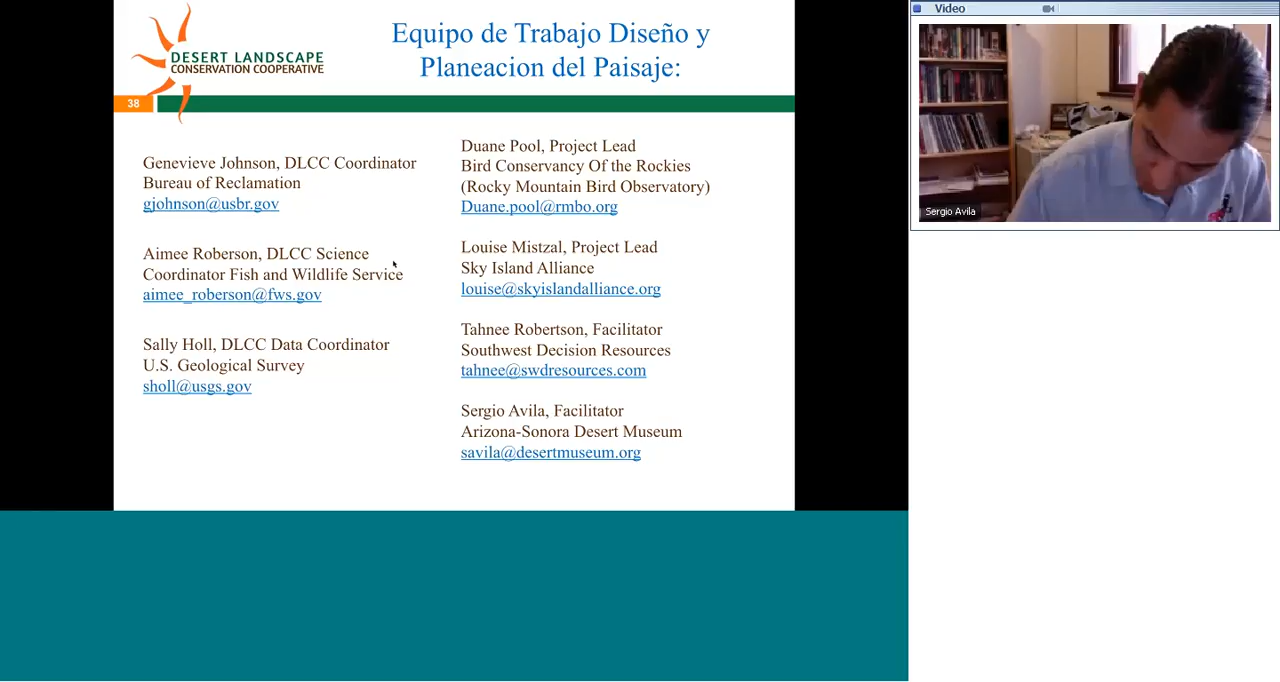 DESERT LANDSCAPE
CONSERVATION COOPERATIVE
Equipo de Trabajo Diseño y
Planeacion del Paisaje:
38
Genevieve Johnson, DLCC Coordinator
Bureau of Reclamation
gjohnson@usbr.gov
Aimee Roberson, DLCC Science
Coordinator Fish and Wildlife Service
aimee_roberson@fws.gov
Sally Holl, DLCC Data Coordinator
U.S. Geological Survey
sholl@usgs.gov
Duane Pool, Project Lead
Bird Conservancy Of the Rockies
(Rocky Mountain Bird Observatory)
Duane.pool@rmbo.org
Louise Mistzal, Project Lead
Sky Island Alliance
louise@skyislandalliance.org
Tahnee Robertson, Facilitator
Southwest Decision Resources
tahnee@swdresources.com
Sergio Avila, Facilitator
Arizona-Sonora Desert Museum
savila@desertmuseum.org
Video
Sergio Avila